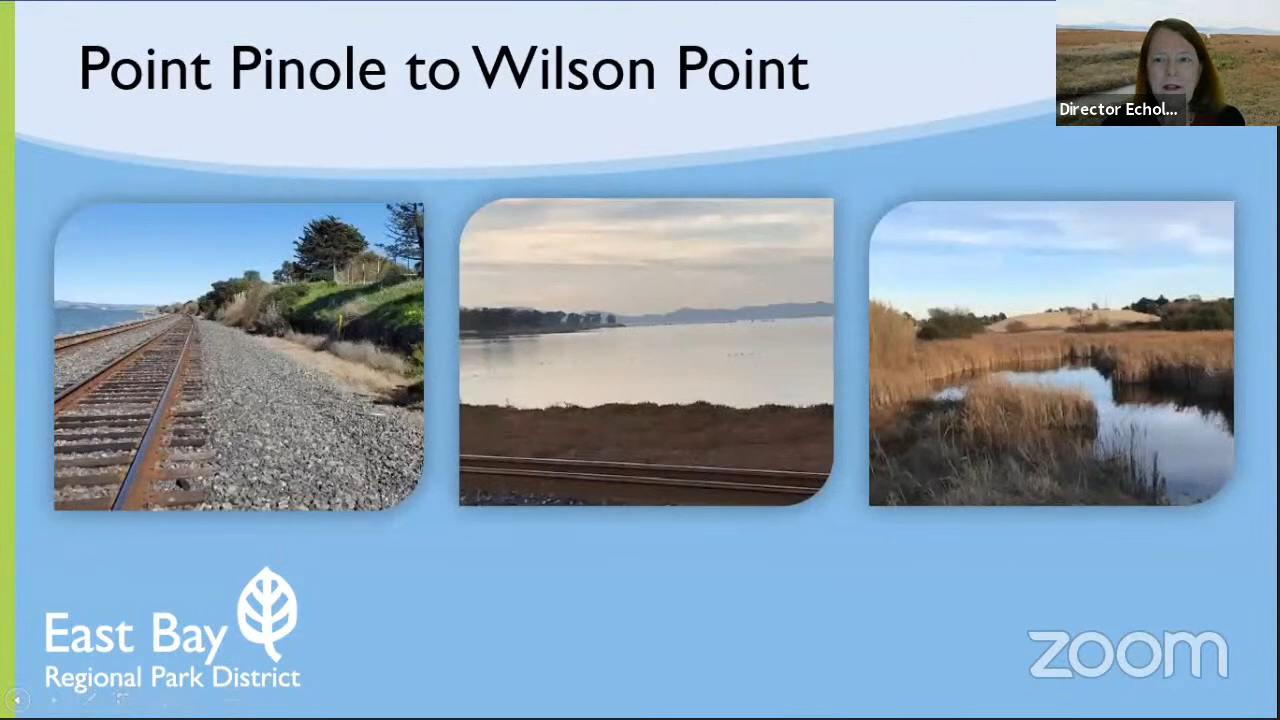 Point Pinole to Wilson Point
Director Echol...
East Bay
Regional Park District
zoom